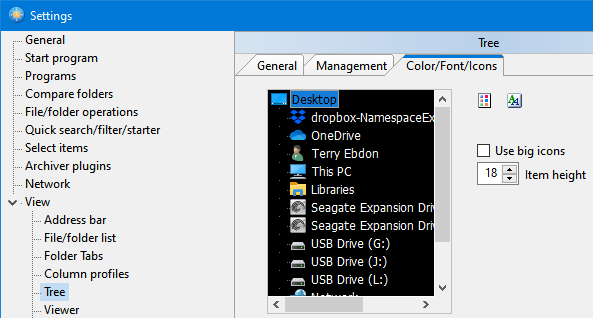 Settings
General
Start program
Programs
Compare folders
File/folder operations
Quick search/filter/starter
Select items
Archiver plugins
Network
View
Address bar
File/folder list
Folder Tabs
Column profiles
Tree
Viewer
Tree
General
Management
Color/Font/Icons
Desktop
dropbox-NamespaceEx
OneDrive
Terry Ebdon
This PC
Libraries
Seagate Expansion Dri
Seagate Expansion Dri
USB Drive (G:)
USB Drive (J:)
USB Drive (L:)
Network
Use big icons
18 Item height